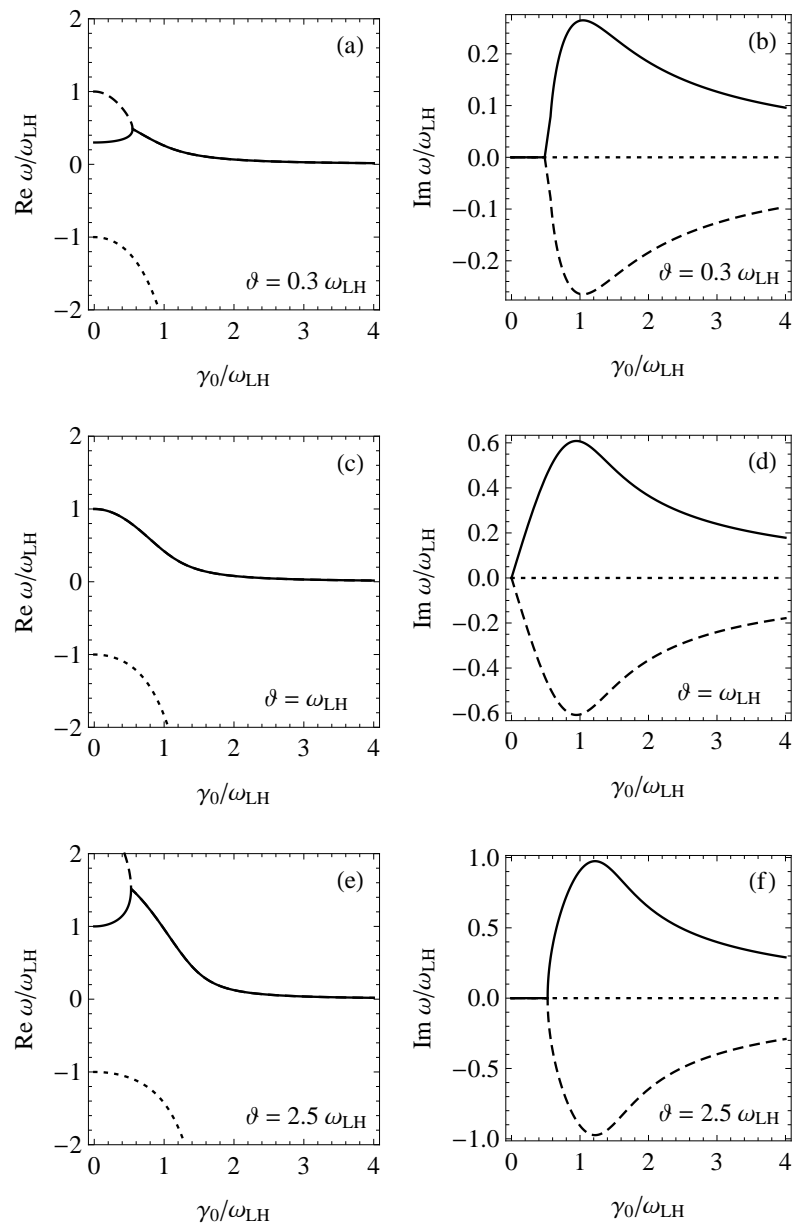 (a)
Re ω/ω_LH
2
1
0
−1
−2
0 1 2 3 4
γ_0/ω_LH
ϑ = 0.3 ω_LH
(b)
Im ω/ω_LH
0.2
0.1
0.0
−0.1
−0.2
0 1 2 3 4
γ_0/ω_LH
ϑ = 0.3 ω_LH
(c)
Re ω/ω_LH
2
1
0
−1
−2
0 1 2 3 4
γ_0/ω_LH
ϑ = ω_LH
(d)
Im ω/ω_LH
0.6
0.4
0.2
0.0
−0.2
−0.4
−0.6
0 1 2 3 4
γ_0/ω_LH
ϑ = ω_LH
(e)
Re ω/ω_LH
2
1
0
−1
−2
0 1 2 3 4
γ_0/ω_LH
ϑ = 2.5 ω_LH
(f)
Im ω/ω_LH
1.0
0.5
0.0
−0.5
−1.0
0 1 2 3 4
γ_0/ω_LH
ϑ = 2.5 ω_LH